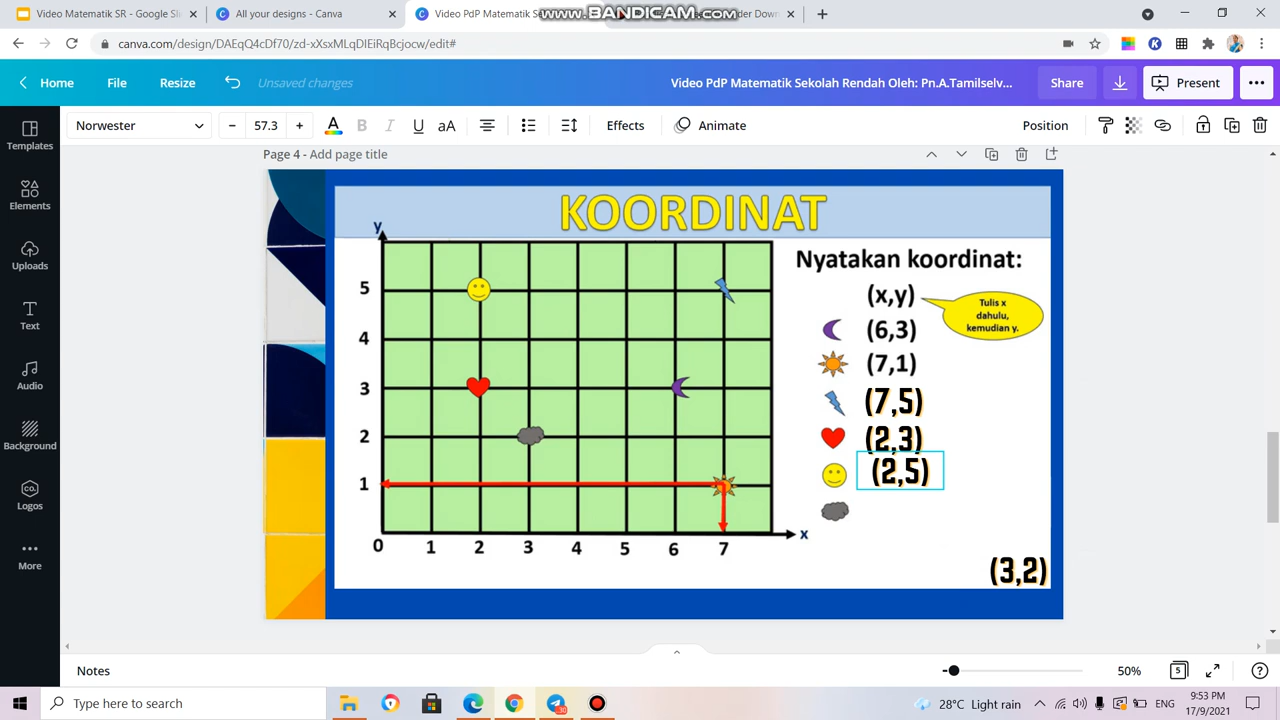 Video Matematik SR - Google Sli
All your designs - Canva
Video PdP Matematik Se
der Dow
www.BANDICAM.com
canva.com/design/DAEqQ4cDf70/zd-xXsxMLqDIEiRqBcjocw/edit#
Home
File
Resize
Unsaved changes
Video PdP Matematik Sekolah Rendah Oleh: Pn.A.Tamilselv...
Share
Present
Norwester
57.3
A
B
I
U
aA
Effects
Animate
Position
Templates
Elements
Uploads
Text
Audio
Background
Logos
More
Page 4 - Add page title
KOORDINAT
y
5
4
3
2
1
0 1 2 3 4 5 6 7
x
Nyatakan koordinat:
(x,y)
Tulis x
dahulu,
kemudian y.
(6,3)
(7,1)
(7,5)
(2,3)
(2,5)
(3,2)
Notes
50%
5
Type here to search
28°C Light rain
ENG
9:53 PM
17/9/2021